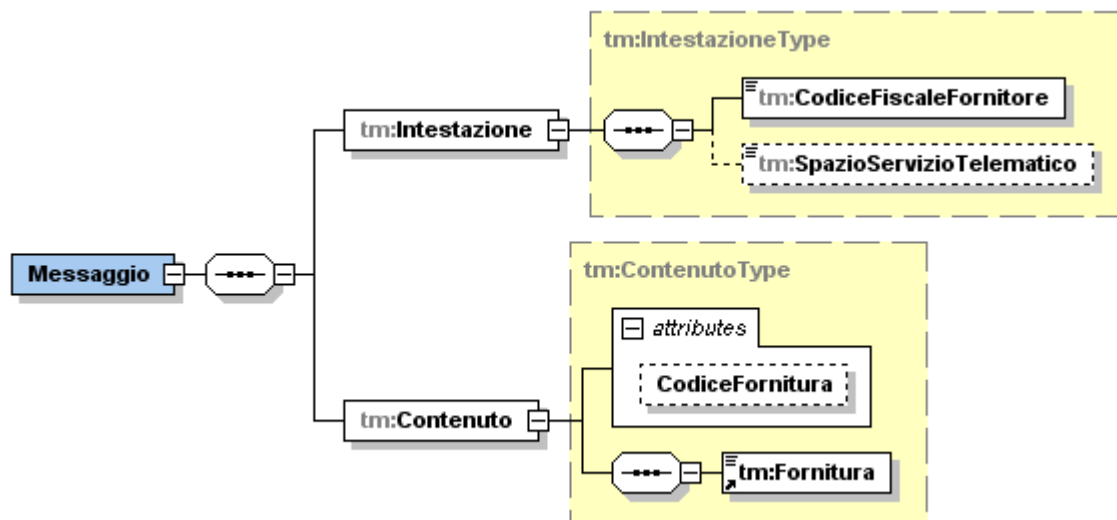 tm:IntestazioneType
tm:CodiceFiscaleFornitore
tm:Intestazione
tm:SpazioServizioTelematico
Messaggio
tm:ContenutoType
attributes
CodiceFornitura
tm:Contenuto
tm:Fornitura